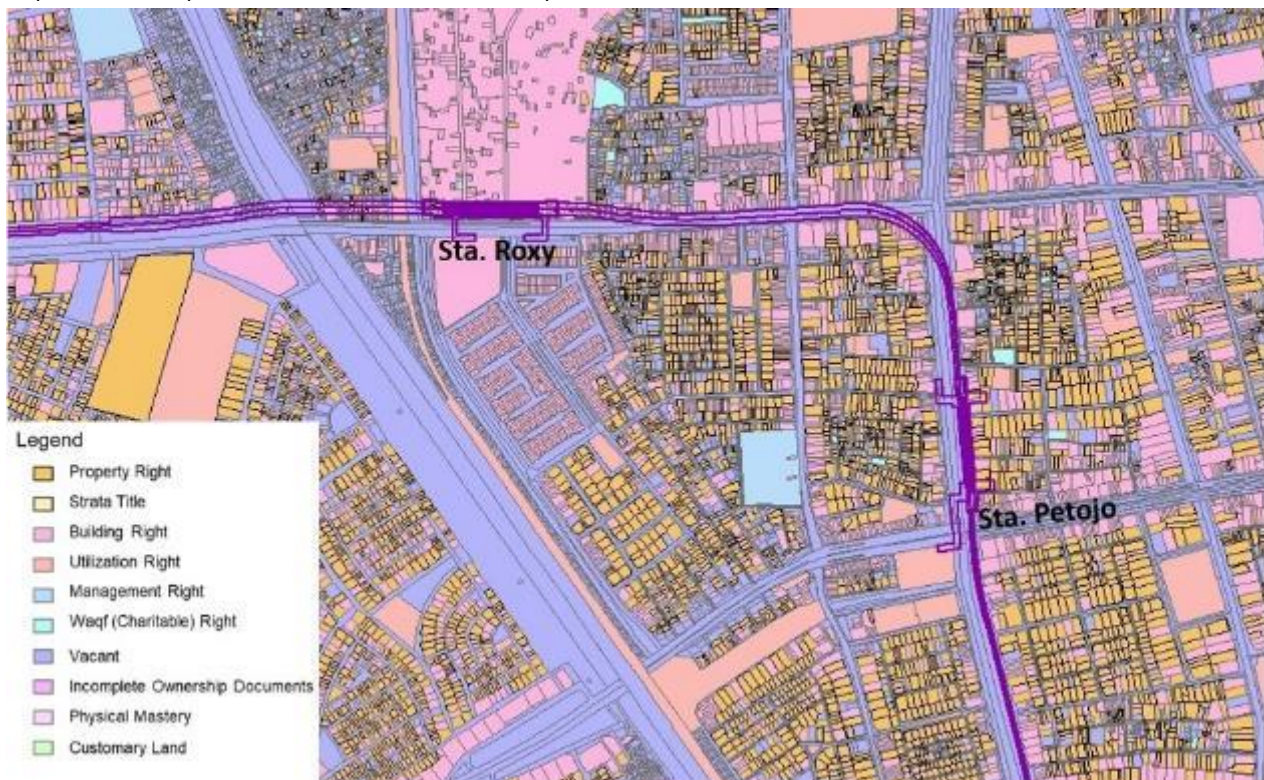 Sta. Roxy
Sta. Petojo
Legend
Property Right
Strata Title
Building Right
Utilization Right
Management Right
Waqf (Charitable) Right
Vacant
Incomplete Ownership Documents
Physical Mastery
Customary Land